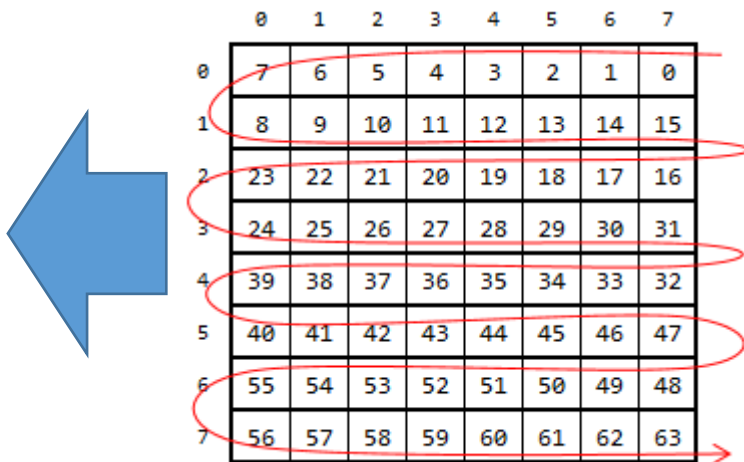 0 1 2 3 4 5 6 7
0 7 6 5 4 3 2 1 0
1 8 9 10 11 12 13 14 15
2 23 22 21 20 19 18 17 16
3 24 25 26 27 28 29 30 31
4 39 38 37 36 35 34 33 32
5 40 41 42 43 44 45 46 47
6 55 54 53 52 51 50 49 48
7 56 57 58 59 60 61 62 63